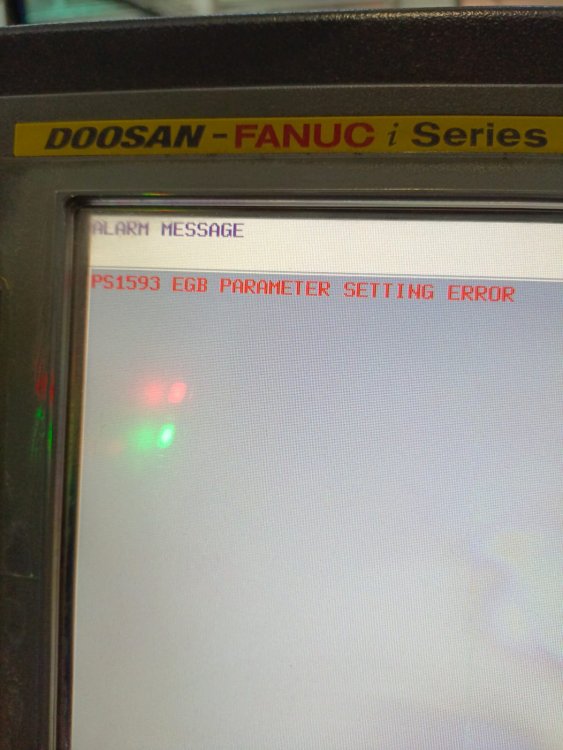 DOOSAN-FANUC i Series
ALARM MESSAGE
PS1593 EGB PARAMETER SETTING ERROR